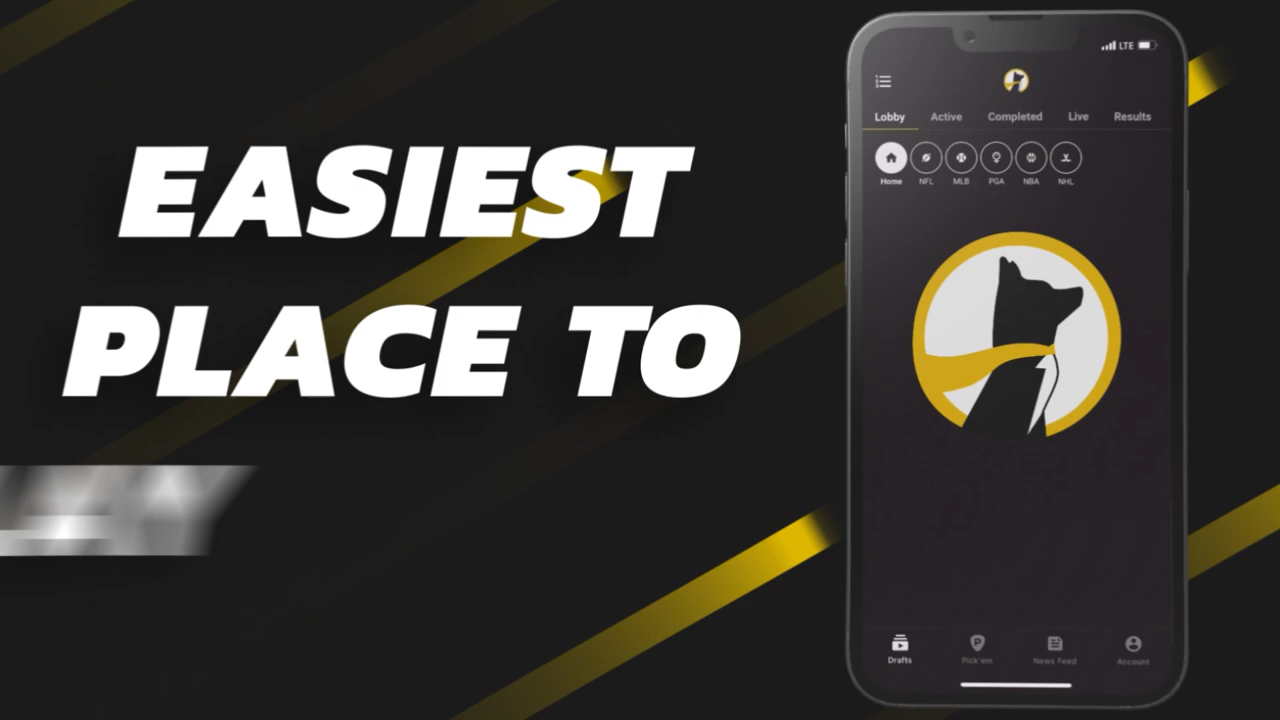 EASIEST
PLACE TO
LTE
Lobby Active Completed Live Results
Home NFL MLB PGA NBA NHL
Drafts Pick'em News Feed Account